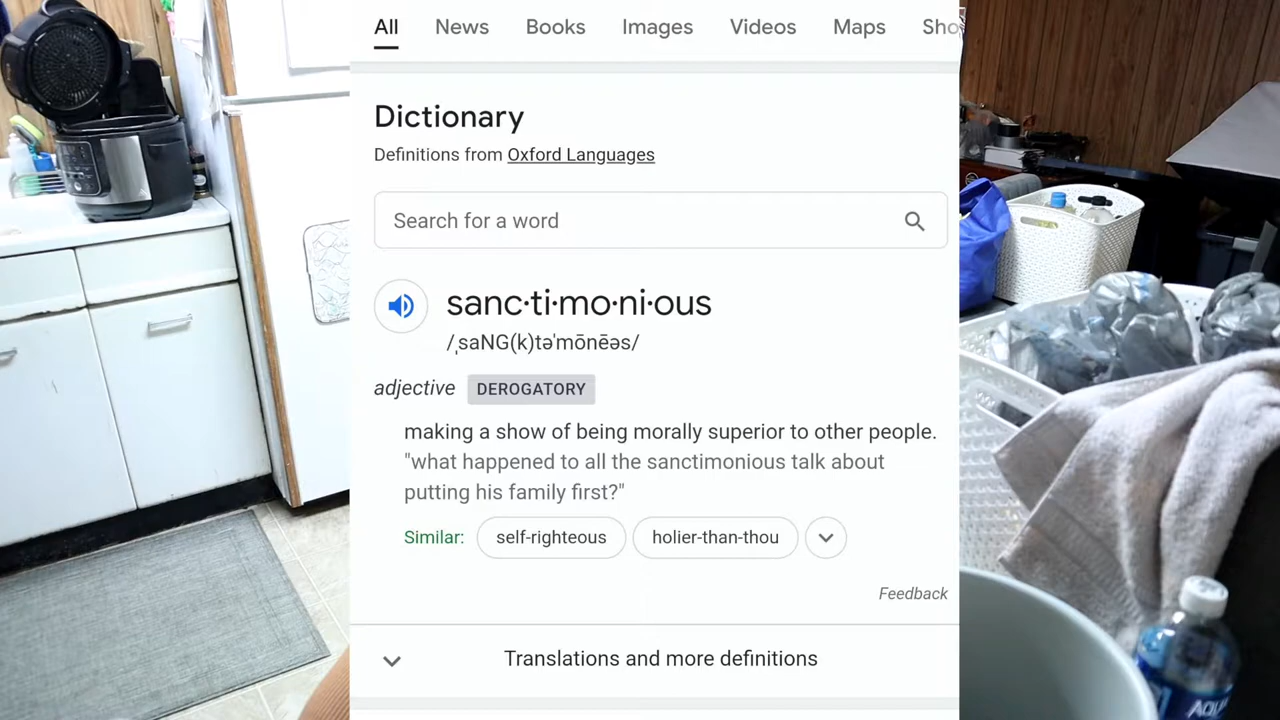 All News Books Images Videos Maps Sho
Dictionary
Definitions from Oxford Languages
Search for a word
sanc·ti·mo·ni·ous
/ˌsaNG(k)təˈmōnēəs/
adjective DEROGATORY
making a show of being morally superior to other people.
"what happened to all the sanctimonious talk about
putting his family first?"
Similar: self-righteous holier-than-thou
Feedback
Translations and more definitions
AQUA